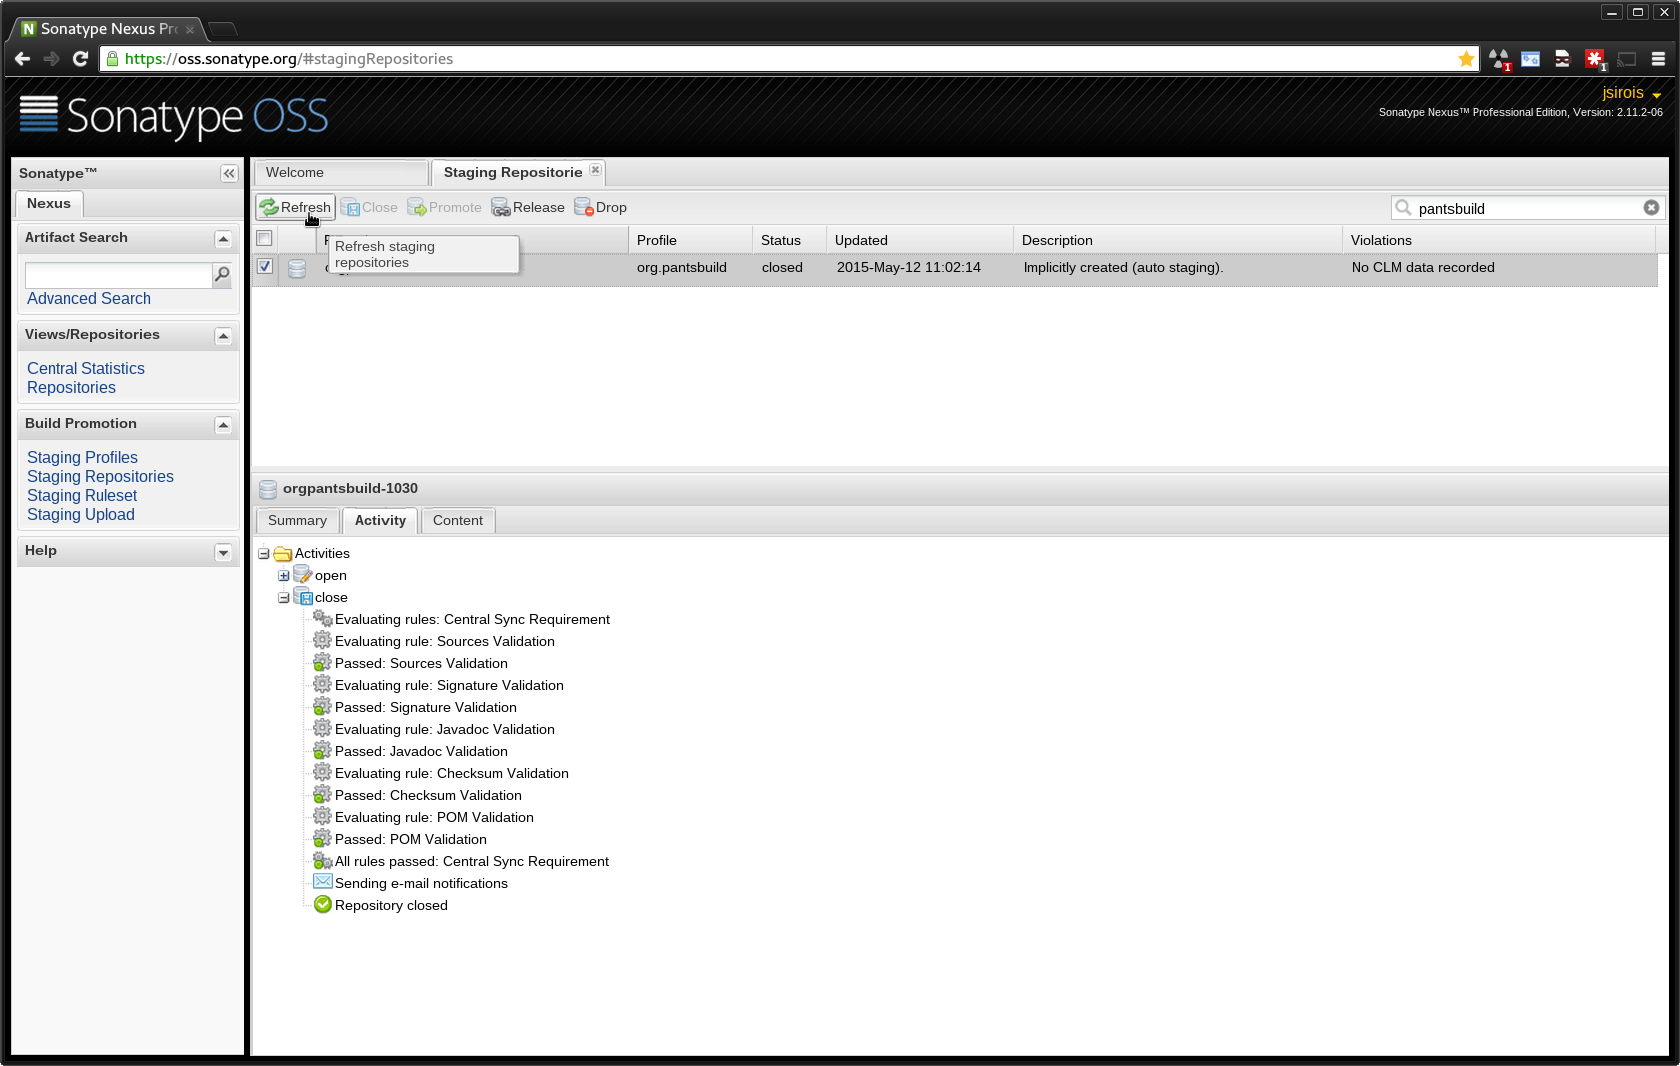 Sonatype Nexus Pr
https://oss.sonatype.org/#stagingRepositories
1
1
Sonatype OSS
jsirois
Sonatype Nexus™ Professional Edition, Version: 2.11.2-06
Sonatype™
Nexus
Artifact Search
Advanced Search
Views/Repositories
Central Statistics
Repositories
Build Promotion
Staging Profiles
Staging Repositories
Staging Ruleset
Staging Upload
Help
Welcome
Staging Repositorie
Refresh Close Promote Release Drop
pantsbuild
Refresh staging
repositories
Profile Status Updated Description Violations
org.pantsbuild closed 2015-May-12 11:02:14 Implicitly created (auto staging). No CLM data recorded
orgpantsbuild-1030
Summary Activity Content
Activities
open
close
Evaluating rules: Central Sync Requirement
Evaluating rule: Sources Validation
Passed: Sources Validation
Evaluating rule: Signature Validation
Passed: Signature Validation
Evaluating rule: Javadoc Validation
Passed: Javadoc Validation
Evaluating rule: Checksum Validation
Passed: Checksum Validation
Evaluating rule: POM Validation
Passed: POM Validation
All rules passed: Central Sync Requirement
Sending e-mail notifications
Repository closed